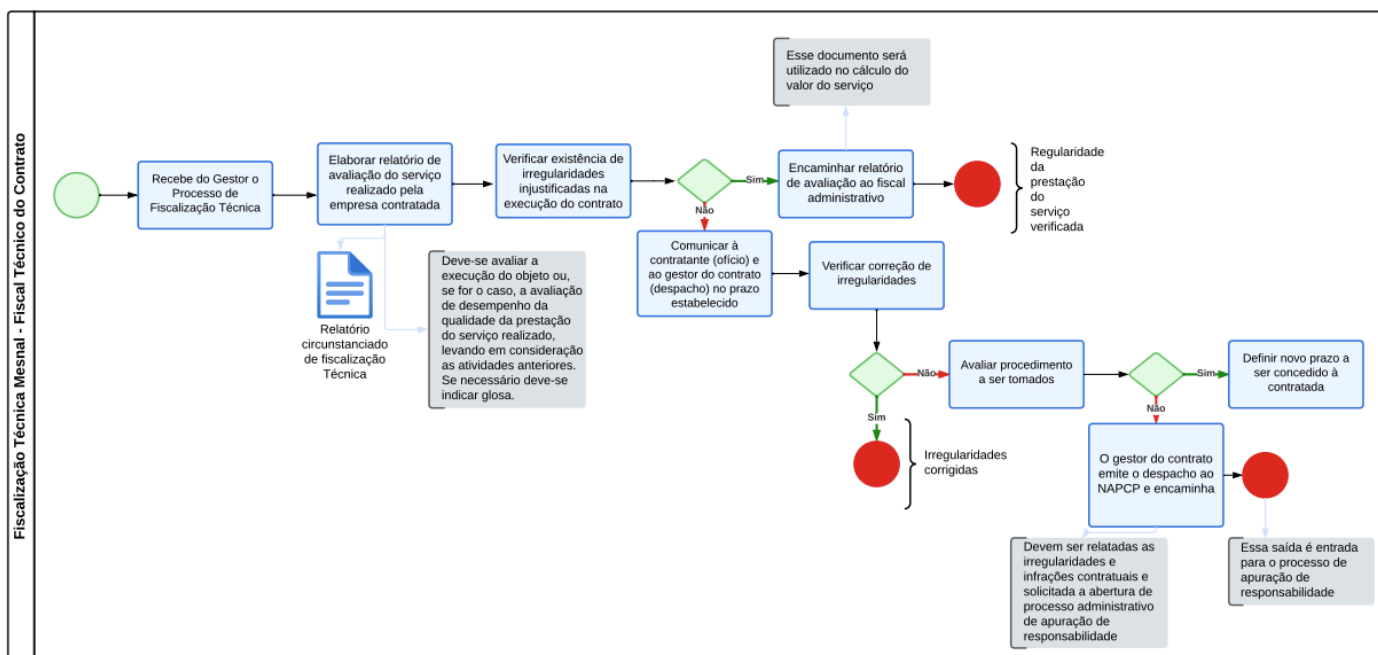 Fiscalização Técnica Mesnal - Fiscal Técnico do Contrato
Recebe do Gestor o
Processo de
Fiscalização Técnica
Elaborar relatório de
avaliação do serviço
realizado pela
empresa contratada
Relatório
circunstanciado
de fiscalização
Técnica
Deve-se avaliar a
execução do objeto ou,
se for o caso, a avaliação
de desempenho da
qualidade da prestação
do serviço realizado,
levando em consideração
as atividades anteriores.
Se necessário deve-se
indicar glosa.
Verificar existência de
irregularidades
injustificadas na
execução do contrato
Sim
Não
Esse documento será
utilizado no cálculo do
valor do serviço
Encaminhar relatório
de avaliação ao fiscal
administrativo
Regularidade
da
prestação
do
serviço
verificada
Comunicar à
contratante (ofício) e
ao gestor do contrato
(despacho) no prazo
estabelecido
Verificar correção de
irregularidades
Não
Sim
Irregularidades
corrigidas
Avaliar procedimento
a ser tomados
Sim
Não
Definir novo prazo a
ser concedido à
contratada
O gestor do contrato
emite o despacho ao
NAPCP e encaminha
Devem ser relatadas as
irregularidades e
infrações contratuais e
solicitada a abertura de
processo administrativo
de apuração de
responsabilidade
Essa saída é entrada
para o processo de
apuração de
responsabilidade